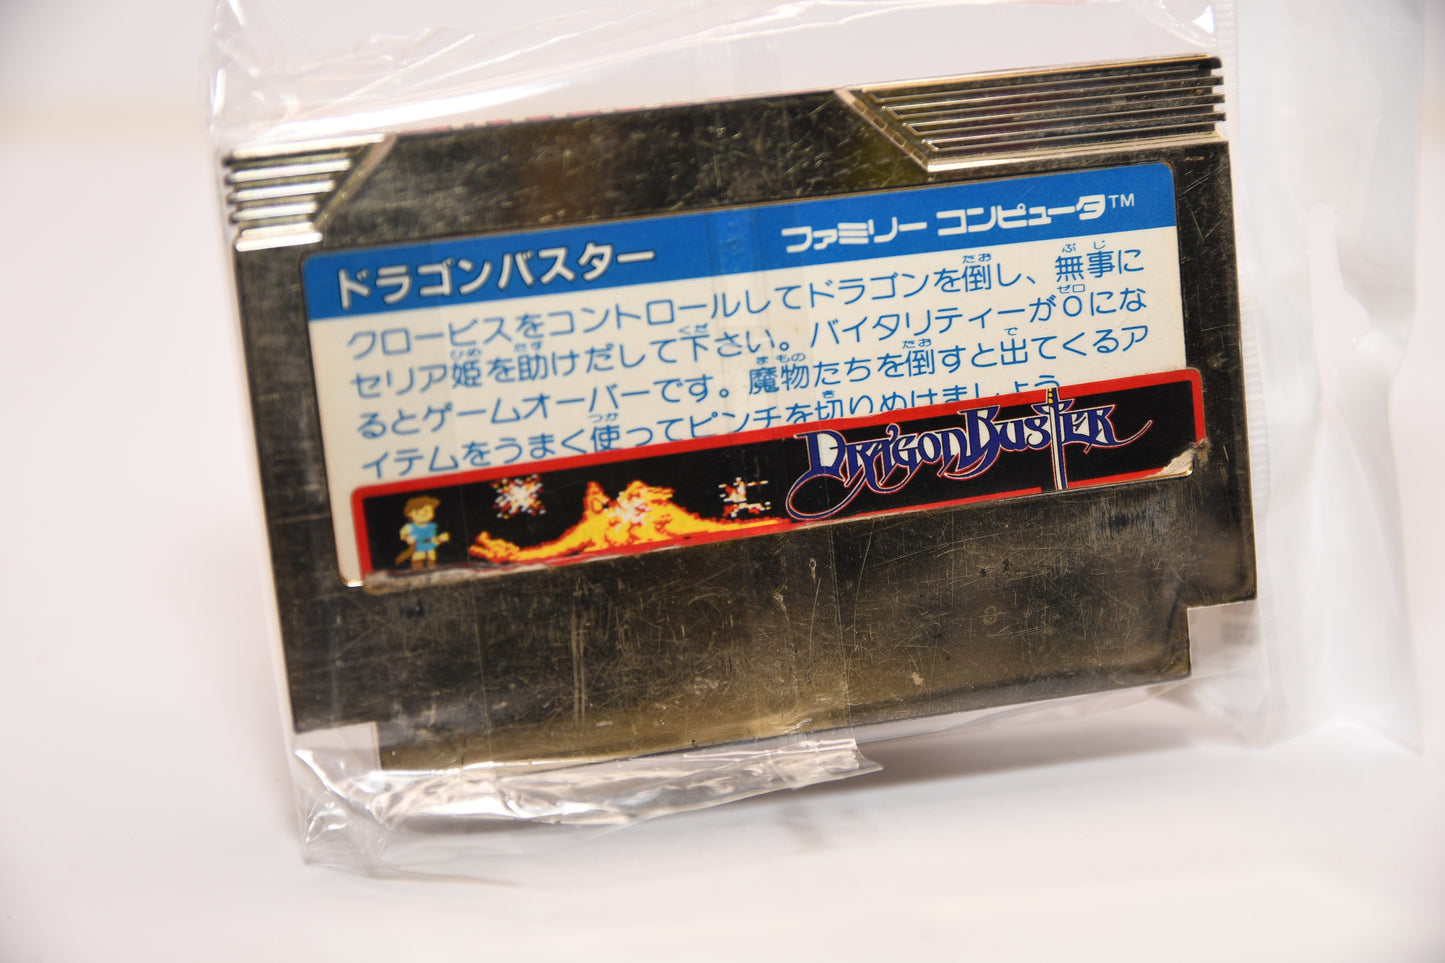 ドラゴンバスター
ファミリー コンピュータ™
クロービスをコントロールしてドラゴンを倒し、無事に
セリア姫を助けだして下さい。バイタリティーが0にな
るとゲームオーバーです。魔物たちを倒すと出てくるア
イテムをうまく使ってピンチを切りぬけましょう
DRAGON BUSTER